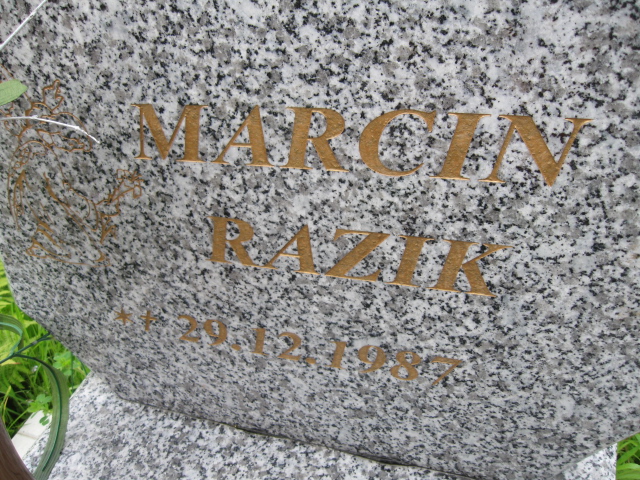 MARCIN
RAZIK
*† 29.12.1987